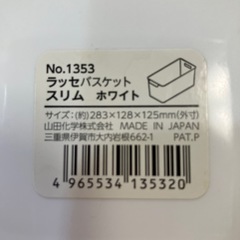 No.1353
ラッセバスケット
スリム ホワイト
サイズ：(約)283×128×125mm(外寸)
山田化学株式会社 MADE IN JAPAN
三重県伊賀市大内岩根662-1 PAT.P
4 965534 135320